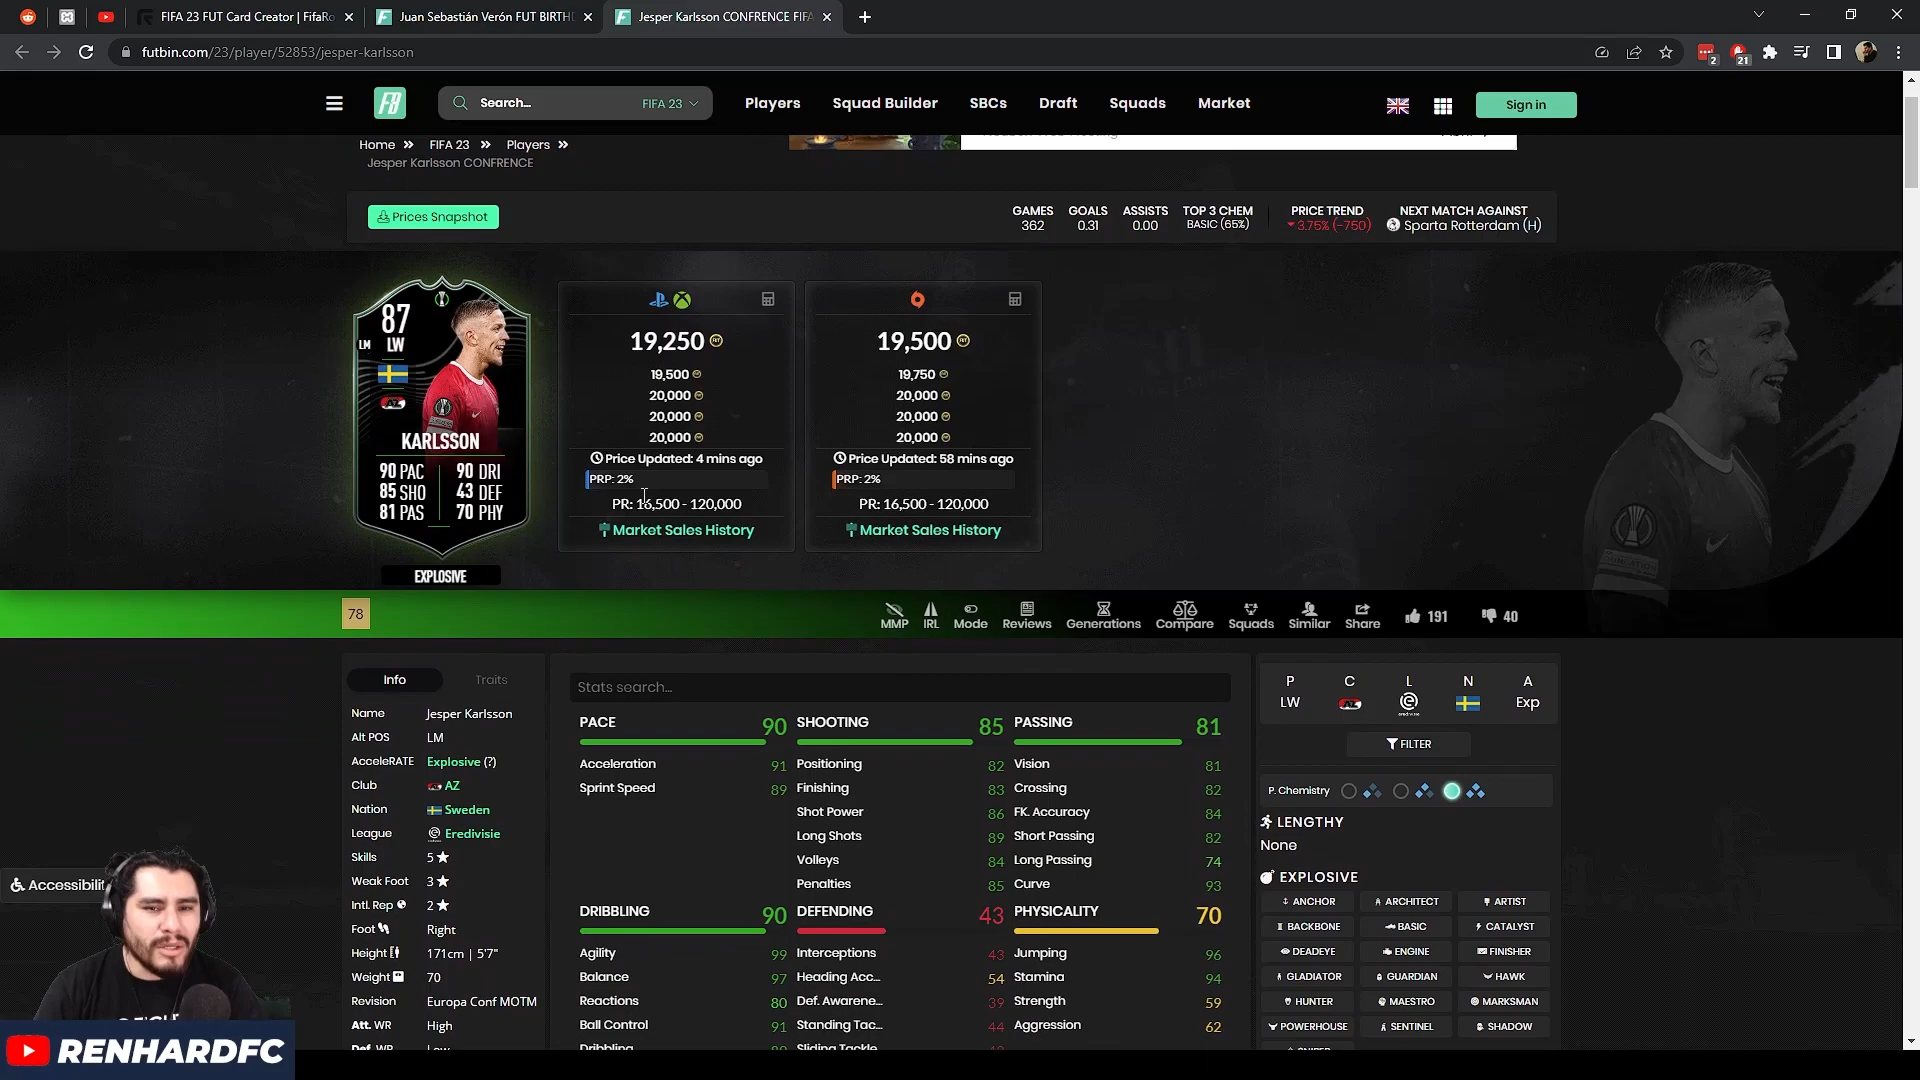 FIFA 23 FUT Card Creator | FifaRo
Juan Sebastián Verón FUT BIRTH
Jesper Karlsson CONFRENCE FIFA
futbin.com/23/player/52853/jesper-karlsson
2
21
Search...
FIFA 23
Players
Squad Builder
SBCs
Draft
Squads
Market
Sign in
Home » FIFA 23 » Players »
Jesper Karlsson CONFRENCE
Prices Snapshot
GAMES
362
GOALS
0.31
ASSISTS
0.00
TOP 3 CHEM
BASIC (65%)
PRICE TREND
3.75% (-750)
NEXT MATCH AGAINST
Sparta Rotterdam (H)
87
LM LW
AZ
KARLSSON
90 PAC 90 DRI
85 SHO 43 DEF
81 PAS 70 PHY
EXPLOSIVE
19,250
19,500
20,000
20,000
20,000
Price Updated: 4 mins ago
PRP: 2%
PR: 16,500 - 120,000
Market Sales History
19,500
19,750
20,000
20,000
20,000
Price Updated: 58 mins ago
PRP: 2%
PR: 16,500 - 120,000
Market Sales History
78
MMP
IRL
Mode
Reviews
Generations
Compare
Squads
Similar
Share
191
40
Info Traits
Name Jesper Karlsson
Alt POS LM
AcceleRATE Explosive (?)
Club AZ
Nation Sweden
League Eredivisie
Skills 5
Weak Foot 3
Intl. Rep 2
Foot Right
Height 171cm | 5'7"
Weight 70
Revision Europa Conf MOTM
Att. WR High
Def. WR Low
Stats search...
PACE 90
Acceleration 91
Sprint Speed 89
SHOOTING 85
Positioning 82
Finishing 83
Shot Power 86
Long Shots 89
Volleys 84
Penalties 85
PASSING 81
Vision 81
Crossing 82
FK. Accuracy 84
Short Passing 82
Long Passing 74
Curve 93
DRIBBLING 90
Agility 99
Balance 97
Reactions 80
Ball Control 91
Dribbling
DEFENDING 43
Interceptions 43
Heading Acc... 54
Def. Awarene... 39
Standing Tac... 44
Sliding Tackle
PHYSICALITY 70
Jumping 96
Stamina 94
Strength 59
Aggression 62
P C L N A
LW Exp
FILTER
P. Chemistry
LENGTHY
None
EXPLOSIVE
ANCHOR ARCHITECT ARTIST
BACKBONE BASIC CATALYST
DEADEYE ENGINE FINISHER
GLADIATOR GUARDIAN HAWK
HUNTER MAESTRO MARKSMAN
POWERHOUSE SENTINEL SHADOW
SNIPER
Accessibilit
RENHARDFC